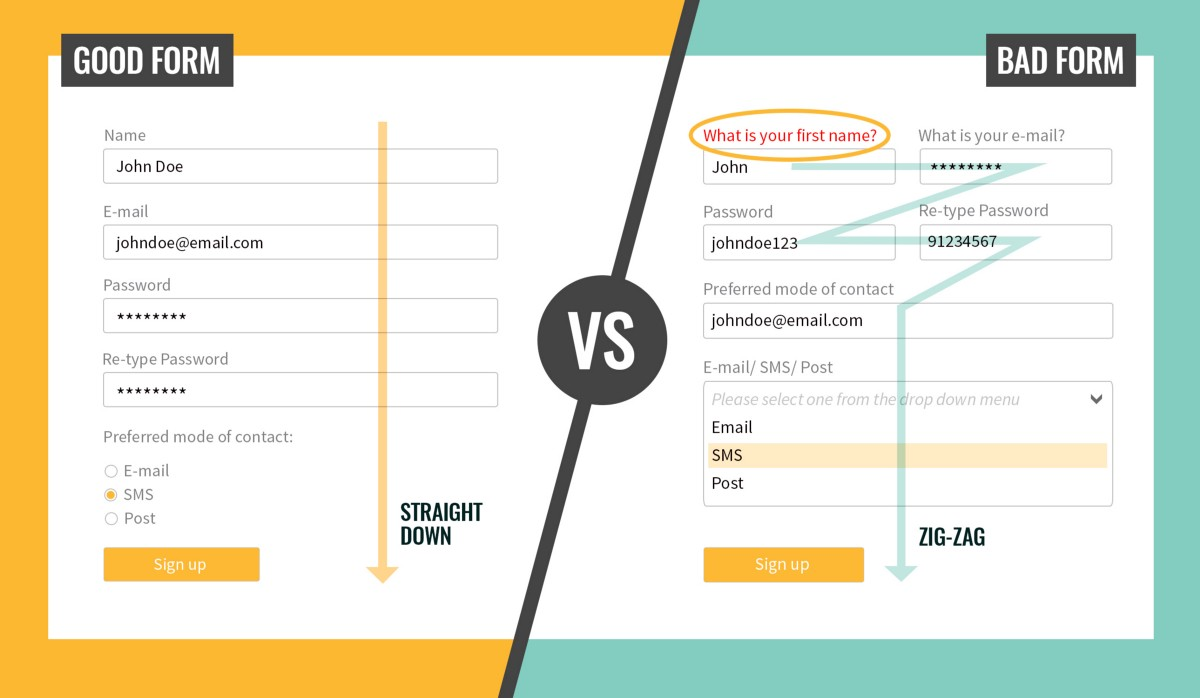 GOOD FORM
Name
John Doe
E-mail
johndoe@email.com
Password
********
Re-type Password
********
Preferred mode of contact:
E-mail
SMS
Post
Sign up
STRAIGHT
DOWN
VS
BAD FORM
What is your first name?
What is your e-mail?
John
********
Password
Re-type Password
johndoe123
91234567
Preferred mode of contact
johndoe@email.com
E-mail/ SMS/ Post
Please select one from the drop down menu
Email
SMS
Post
ZIG-ZAG
Sign up